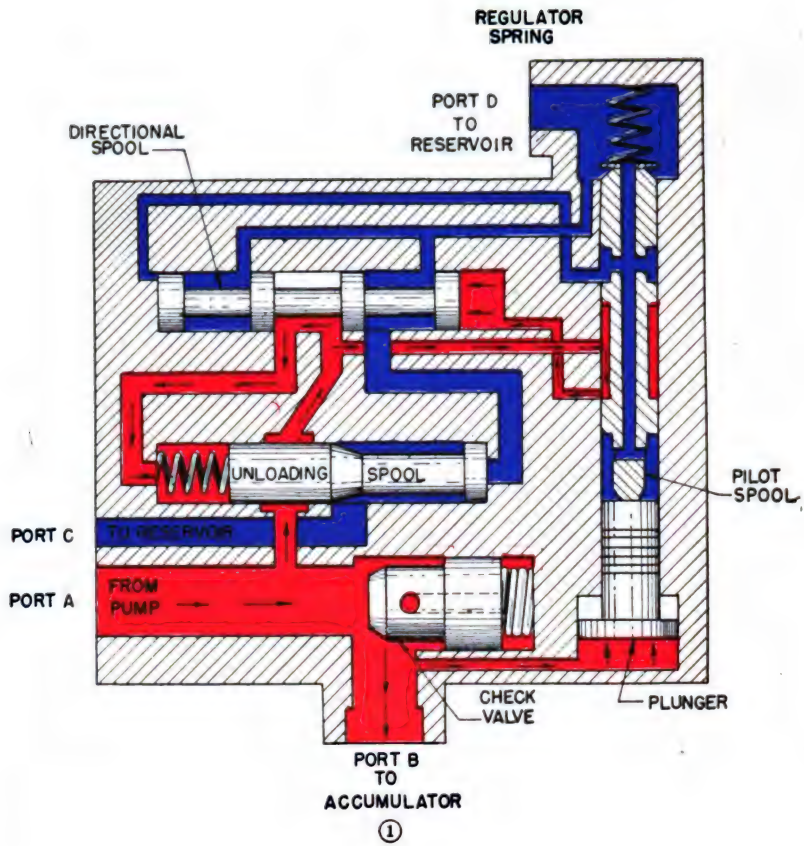 REGULATOR
SPRING
PORT D
TO
RESERVOIR
DIRECTIONAL
SPOOL
UNLOADING SPOOL
PILOT
SPOOL
PORT C
TO RESERVOIR
PORT A
FROM
PUMP
CHECK
VALVE
PLUNGER
PORT B
TO
ACCUMULATOR
①